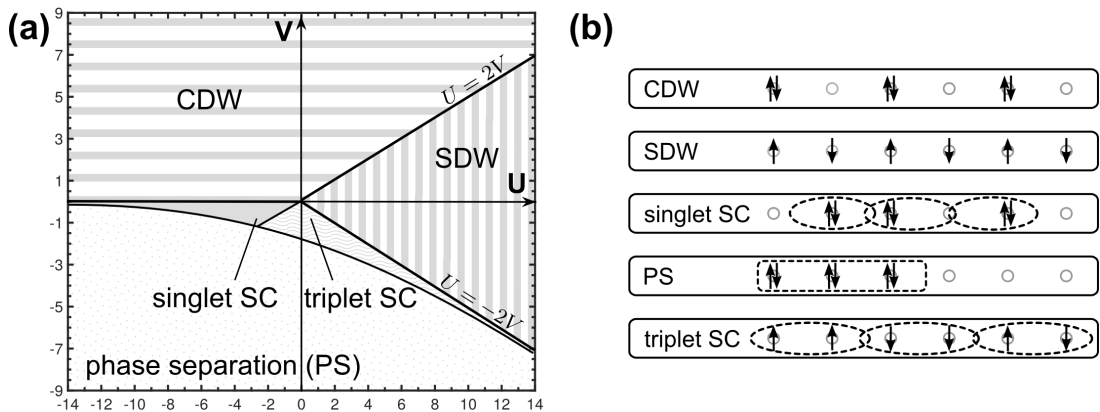 (a)
V
9
7
5
3
1
-1
-3
-5
-7
-9
CDW
U = 2V
SDW
U
singlet SC
triplet SC
U = -2V
phase separation (PS)
-14 -12 -10 -8 -6 -4 -2 0 2 4 6 8 10 12 14
(b)
CDW
SDW
singlet SC
PS
triplet SC